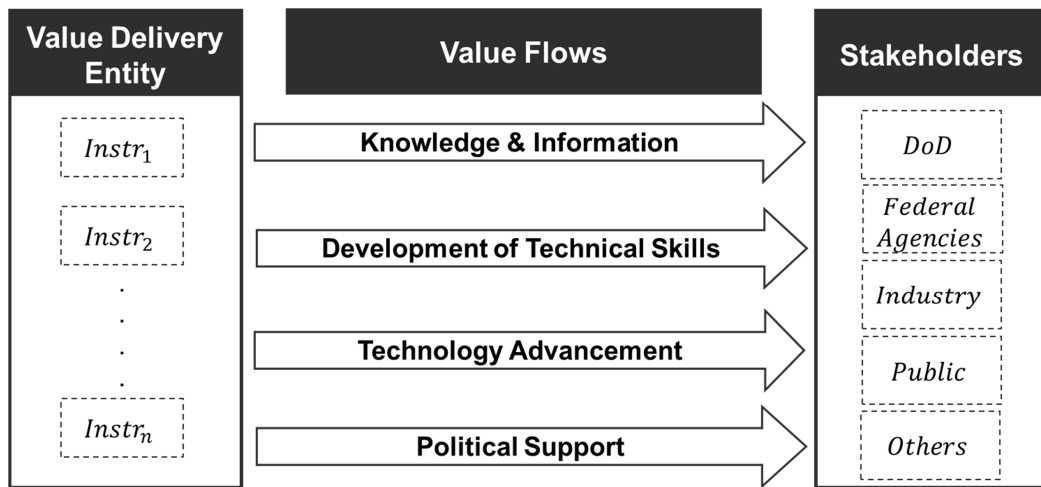 Value Delivery
Entity
Value Flows
Stakeholders
Instr₁
Instr₂
.
.
.
.
Instrₙ
Knowledge & Information
Development of Technical Skills
Technology Advancement
Political Support
DoD
Federal
Agencies
Industry
Public
Others